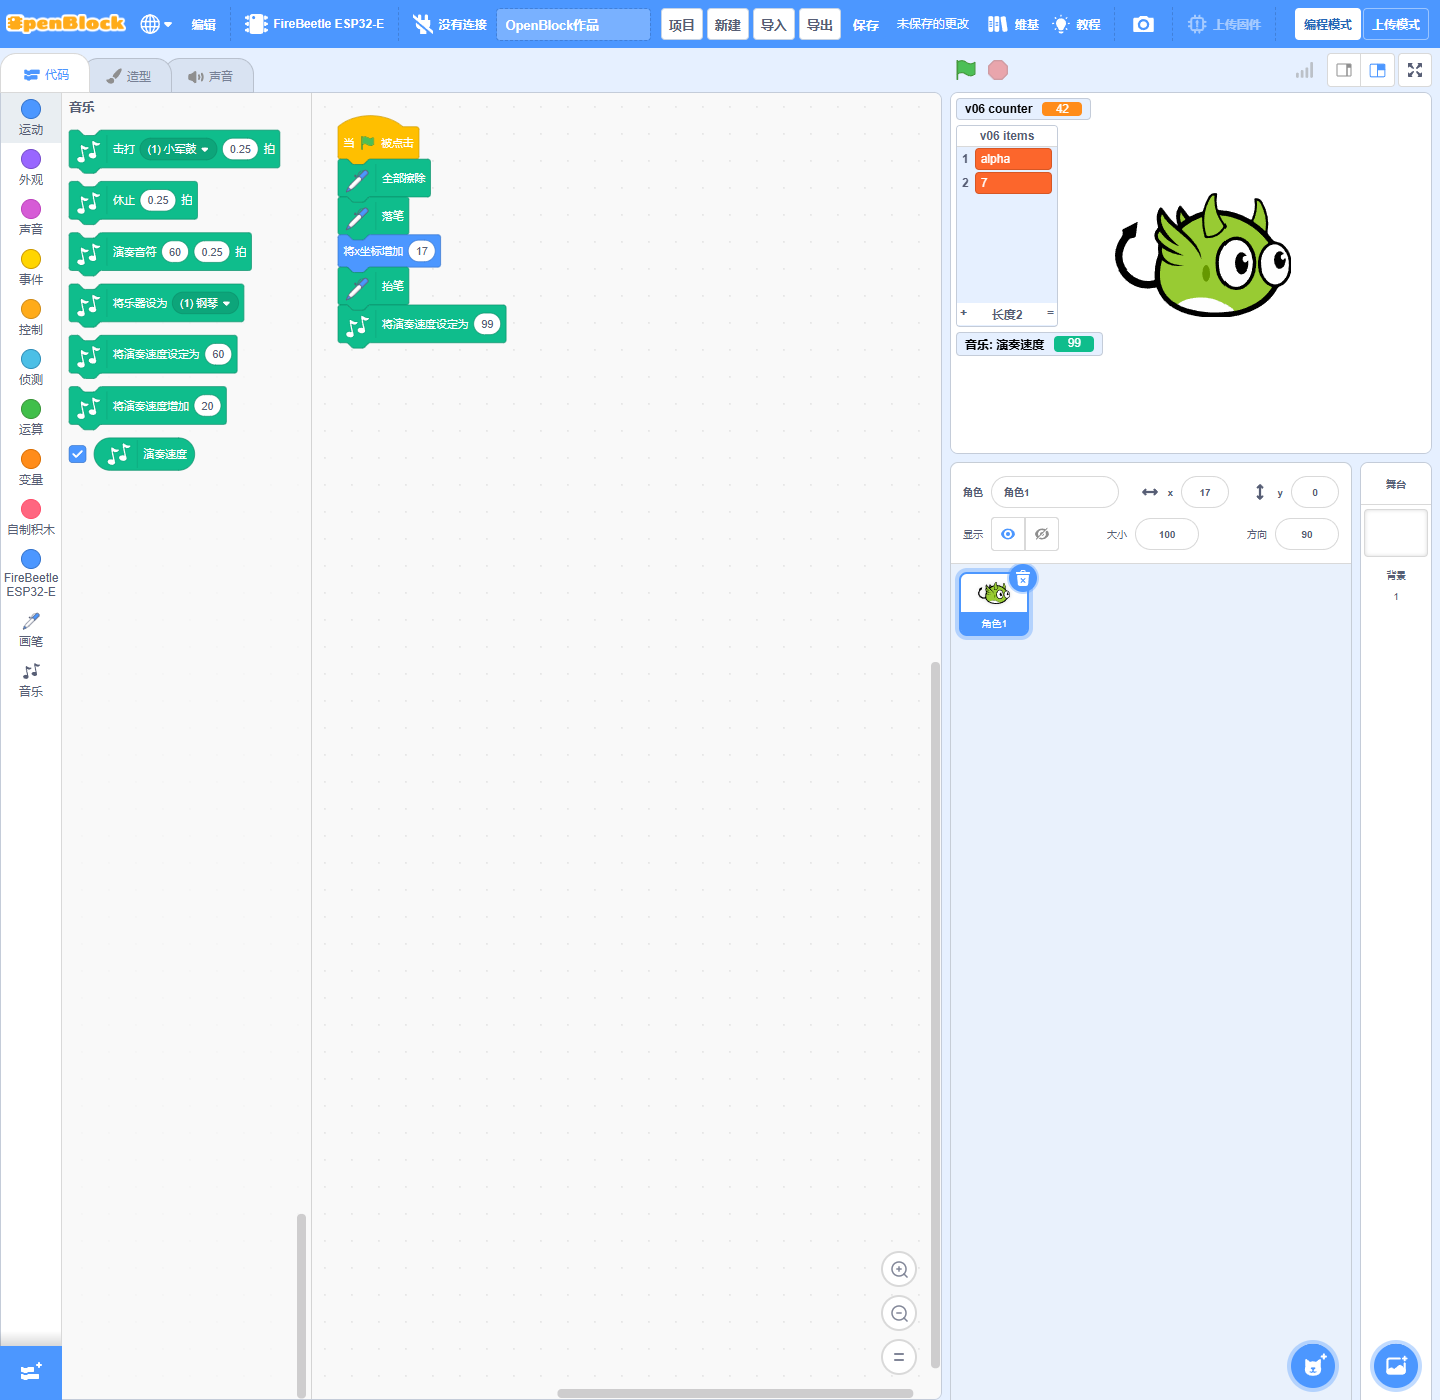 OpenBlock
编辑
FireBeetle ESP32-E
没有连接
OpenBlock作品
项目
新建
导入
导出
保存
未保存的更改
维基
教程
上传固件
编程模式
上传模式
代码
造型
声音
运动
外观
声音
事件
控制
侦测
运算
变量
自制积木
FireBeetle
ESP32-E
画笔
音乐
音乐
击打 (1) 小军鼓 0.25 拍
休止 0.25 拍
演奏音符 60 0.25 拍
将乐器设为 (1) 钢琴
将演奏速度设定为 60
将演奏速度增加 20
演奏速度
当 被点击
全部擦除
落笔
将x坐标增加 17
抬笔
将演奏速度设定为 99
v06 counter 42
v06 items
1 alpha
2 7
+ 长度2 =
音乐: 演奏速度 99
角色 角色1 x 17 y 0
显示 大小 100 方向 90
角色1
舞台
背景
1